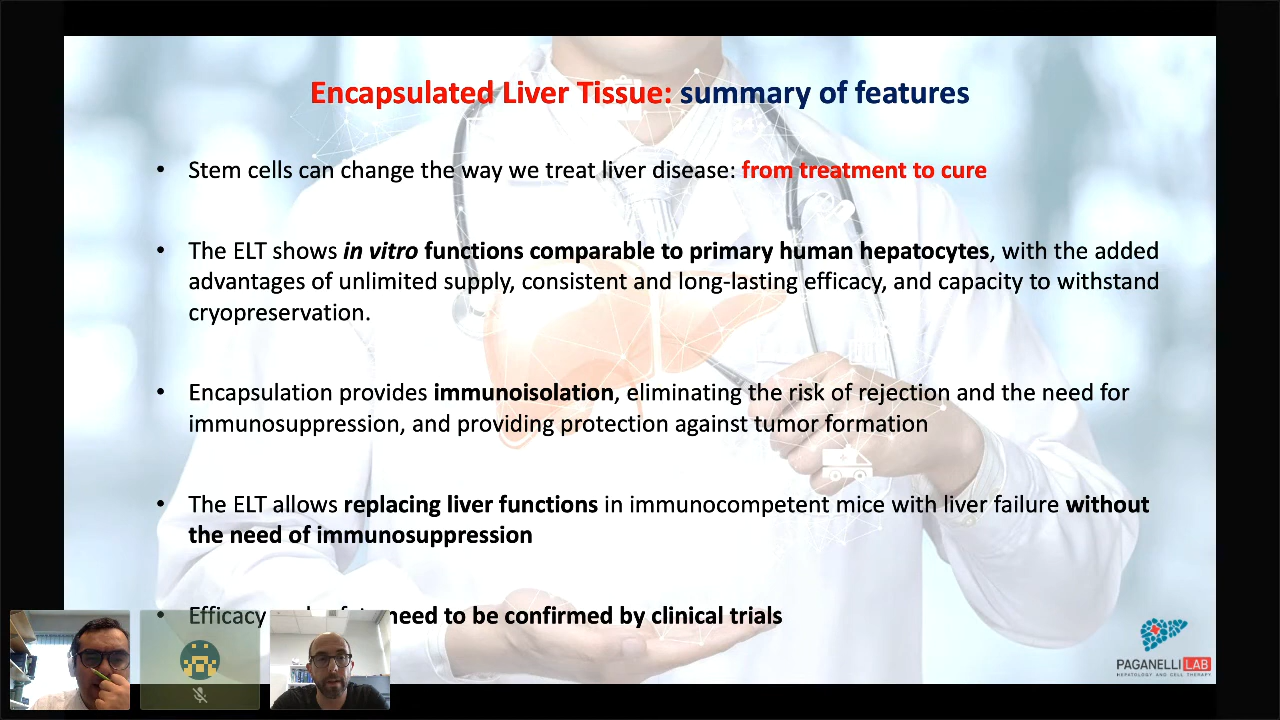 Encapsulated Liver Tissue: summary of features
• Stem cells can change the way we treat liver disease: from treatment to cure
• The ELT shows in vitro functions comparable to primary human hepatocytes, with the added
advantages of unlimited supply, consistent and long-lasting efficacy, and capacity to withstand
cryopreservation.
• Encapsulation provides immunoisolation, eliminating the risk of rejection and the need for
immunosuppression, and providing protection against tumor formation
• The ELT allows replacing liver functions in immunocompetent mice with liver failure without
the need of immunosuppression
• Efficacy need to be confirmed by clinical trials
PAGANELLI LAB
HEPATOLOGY AND CELL THERAPY